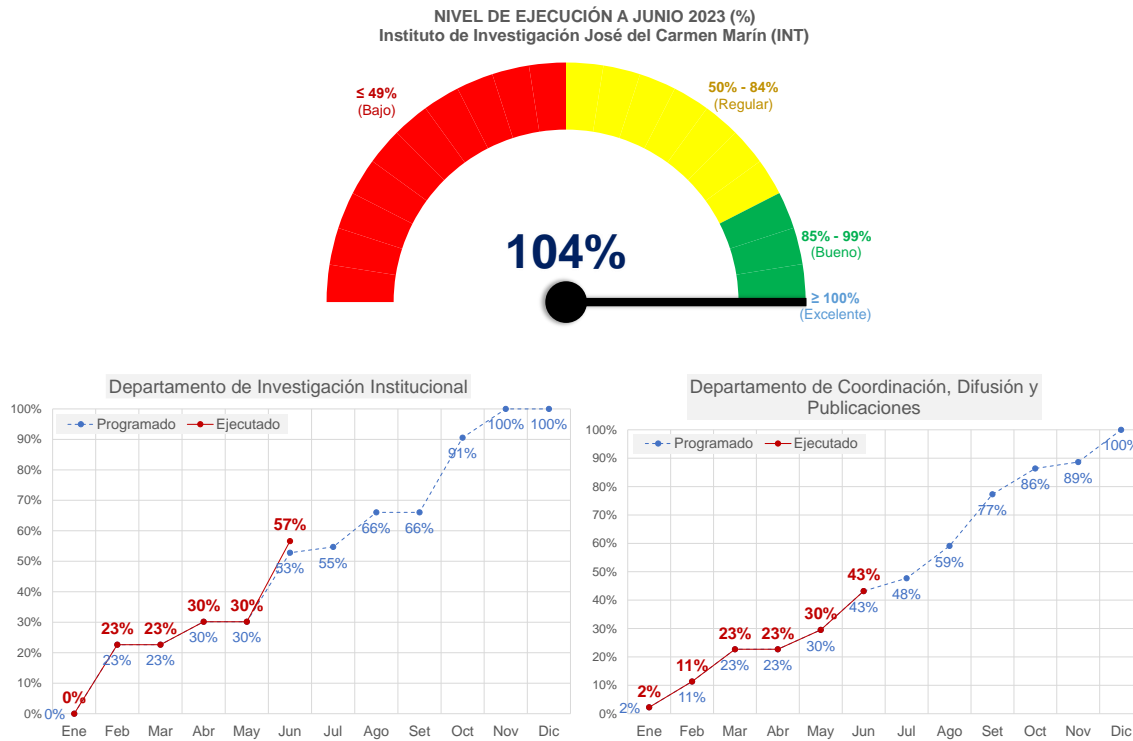 NIVEL DE EJECUCIÓN A JUNIO 2023 (%)
Instituto de Investigación José del Carmen Marín (INT)
≤ 49%
(Bajo)
50% - 84%
(Regular)
85% - 99%
(Bueno)
≥ 100%
(Excelente)
104%
Departamento de Investigación Institucional
Programado Ejecutado
100%
90%
80%
70%
60%
50%
40%
30%
20%
10%
0%
0% 23% 23% 30% 30% 57%
0% 23% 23% 30% 30% 53% 55% 66% 66% 91% 100% 100%
Ene Feb Mar Abr May Jun Jul Ago Set Oct Nov Dic
Departamento de Coordinación, Difusión y
Publicaciones
Programado Ejecutado
100%
90%
80%
70%
60%
50%
40%
30%
20%
10%
0%
2% 11% 23% 23% 30% 43%
2% 11% 23% 23% 30% 43% 48% 59% 77% 86% 89% 100%
Ene Feb Mar Abr May Jun Jul Ago Set Oct Nov Dic